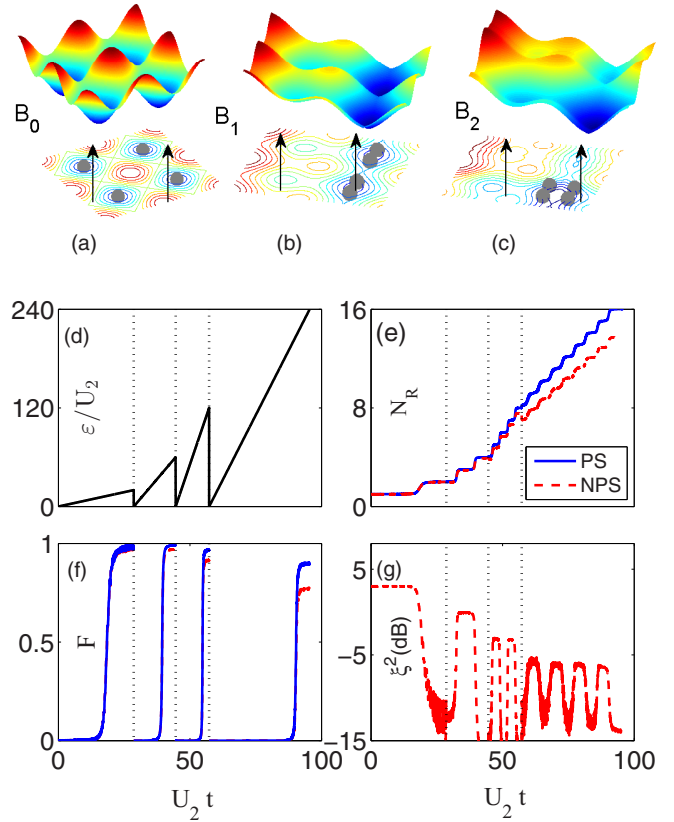 B0 B1 B2
(a) (b) (c)
240 16
(d) (e)
ε/U2 120 NR 8
PS
NPS
0 0
1 5
(f) (g)
F 0.5 ξ²(dB) −5
0 −15
0 50 100 0 50 100
U2 t U2 t